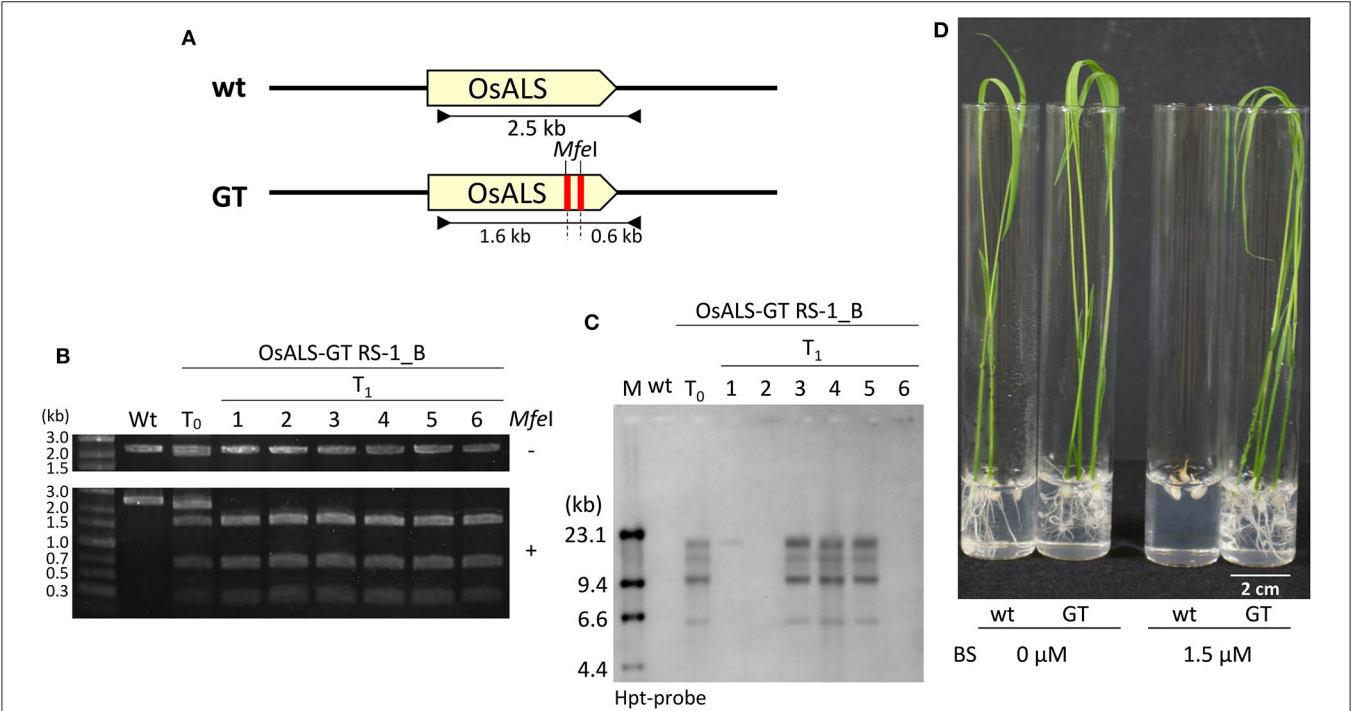 A
wt
OsALS
2.5 kb
MfeI
GT
OsALS
1.6 kb
0.6 kb
B
OsALS-GT RS-1_B
T1
(kb)
Wt
T0
1 2 3 4 5 6
MfeI
3.0
2.0
1.5
-
3.0
2.0
1.5
1.0
0.7
0.5
0.3
+
C
OsALS-GT RS-1_B
T1
M wt T0 1 2 3 4 5 6
(kb)
23.1
9.4
6.6
4.4
Hpt-probe
D
2 cm
wt GT wt GT
BS 0 µM 1.5 µM